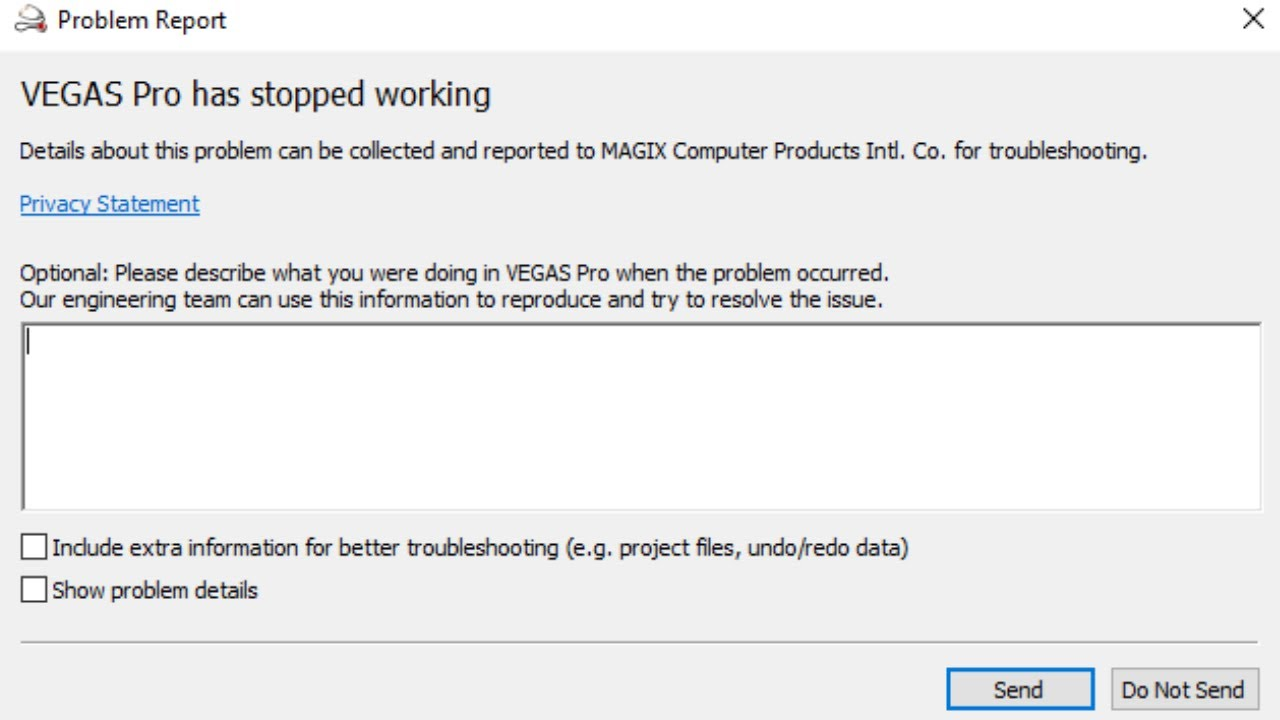 Problem Report
VEGAS Pro has stopped working
Details about this problem can be collected and reported to MAGIX Computer Products Intl. Co. for troubleshooting.
Privacy Statement
Optional: Please describe what you were doing in VEGAS Pro when the problem occurred.
Our engineering team can use this information to reproduce and try to resolve the issue.
Include extra information for better troubleshooting (e.g. project files, undo/redo data)
Show problem details
Send Do Not Send